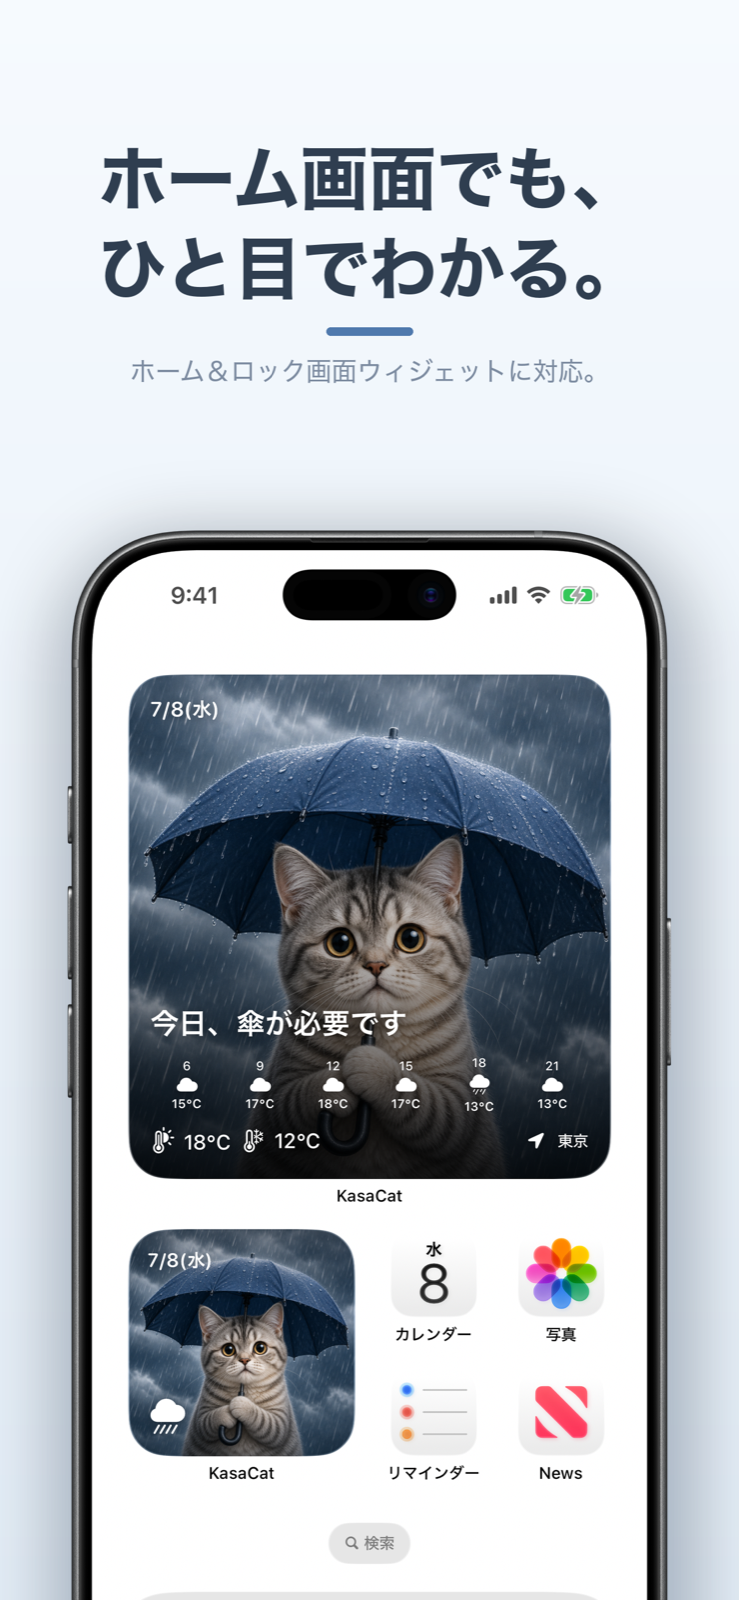 ホーム画面でも、
ひと目でわかる。
ホーム＆ロック画面ウィジェットに対応。
9:41
7/8(水)
今日、傘が必要です
6 9 12 15 18 21
15°C 17°C 18°C 17°C 13°C 13°C
18°C 12°C 東京
KasaCat
7/8(水)
水
8
カレンダー 写真
KasaCat リマインダー News
検索